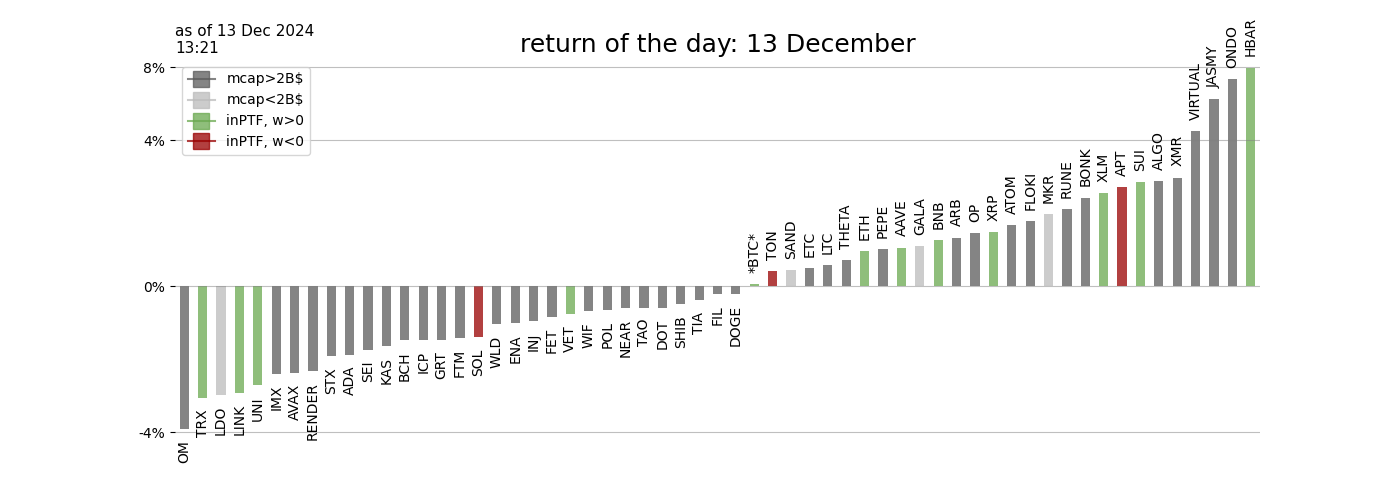 as of 13 Dec 2024
13:21
return of the day: 13 December
8%
4%
0%
-4%
mcap>2B$
mcap<2B$
inPTF, w>0
inPTF, w<0
OM
TRX
LDO
LINK
UNI
IMX
AVAX
RENDER
STX
ADA
SEI
KAS
BCH
ICP
GRT
FTM
SOL
WLD
ENA
INJ
FET
VET
WIF
POL
NEAR
TAO
DOT
SHIB
TIA
FIL
DOGE
*BTC*
TON
SAND
ETC
LTC
THETA
ETH
PEPE
AAVE
GALA
BNB
ARB
OP
XRP
ATOM
FLOKI
MKR
RUNE
BONK
XLM
APT
SUI
ALGO
XMR
VIRTUAL
JASMY
ONDO
HBAR